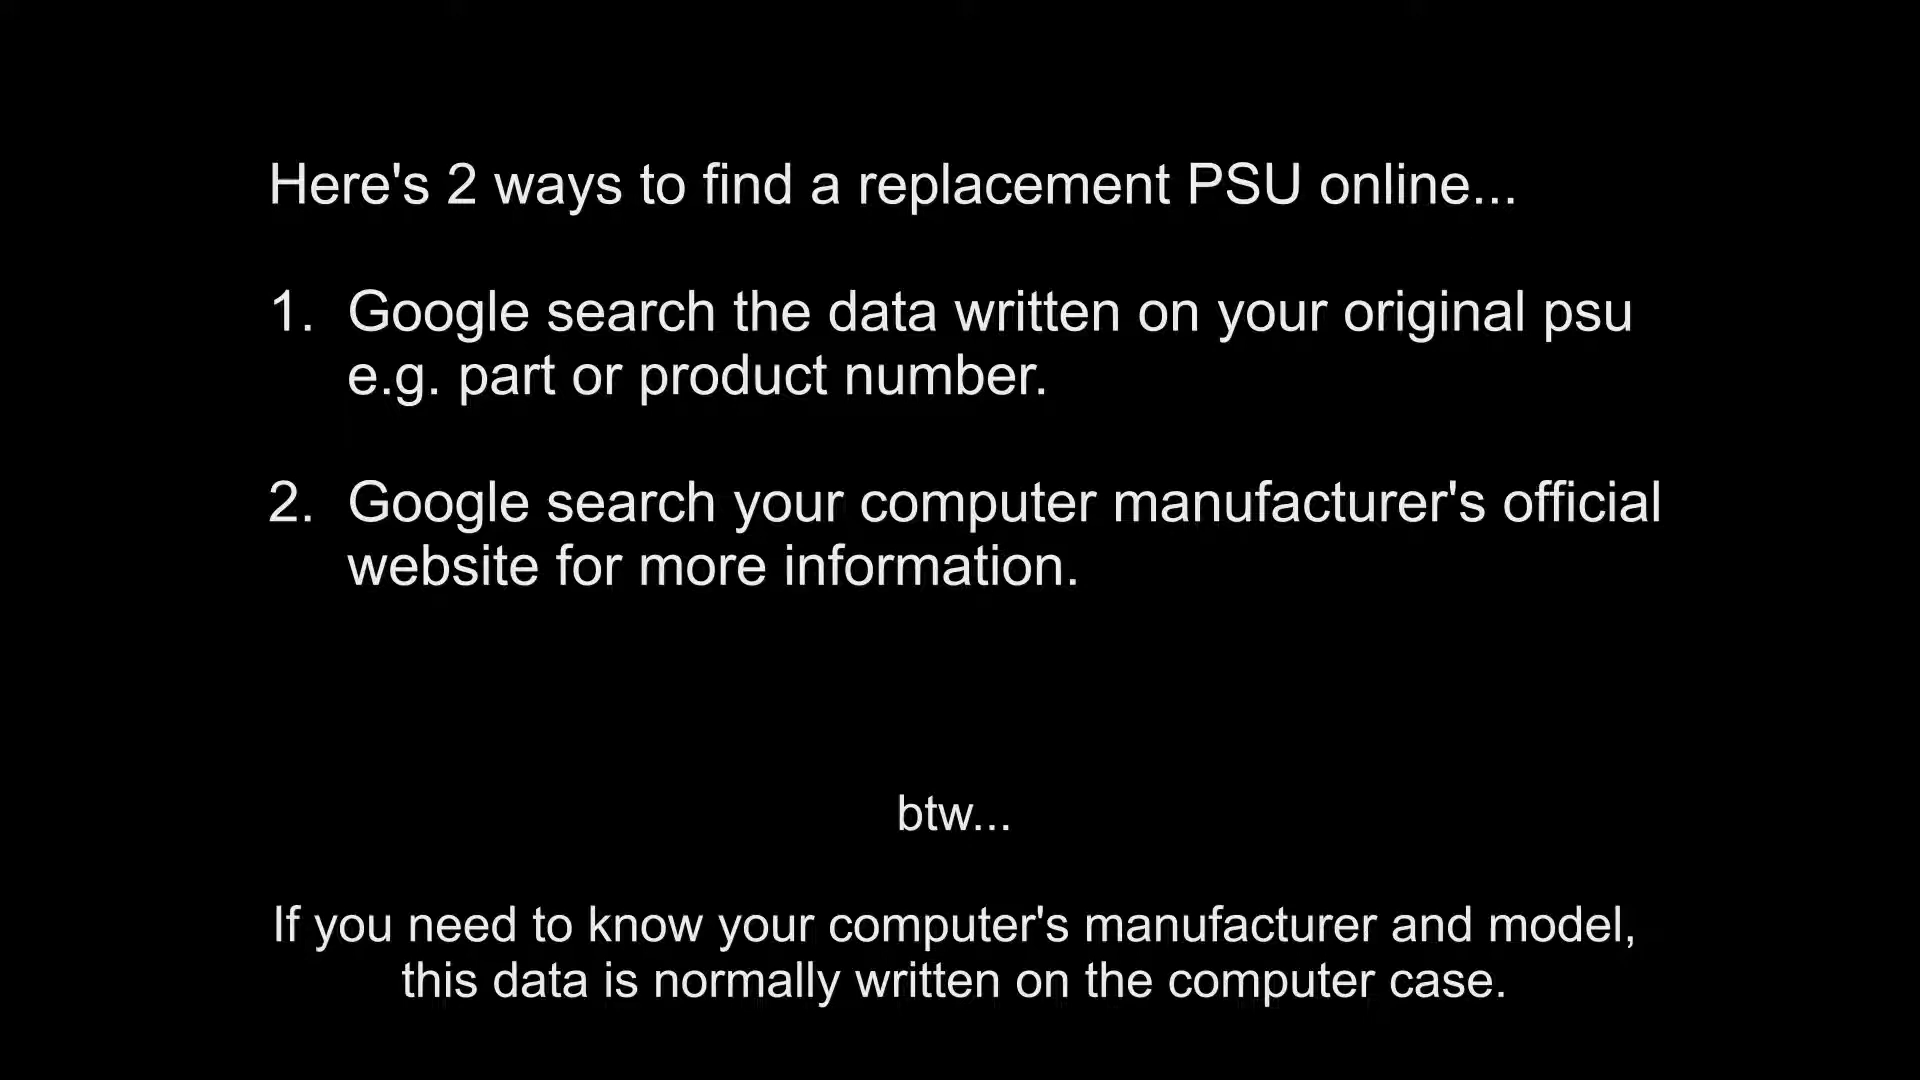 Here's 2 ways to find a replacement PSU online...
1. Google search the data written on your original psu
e.g. part or product number.
2. Google search your computer manufacturer's official
website for more information.
btw...
If you need to know your computer's manufacturer and model,
this data is normally written on the computer case.